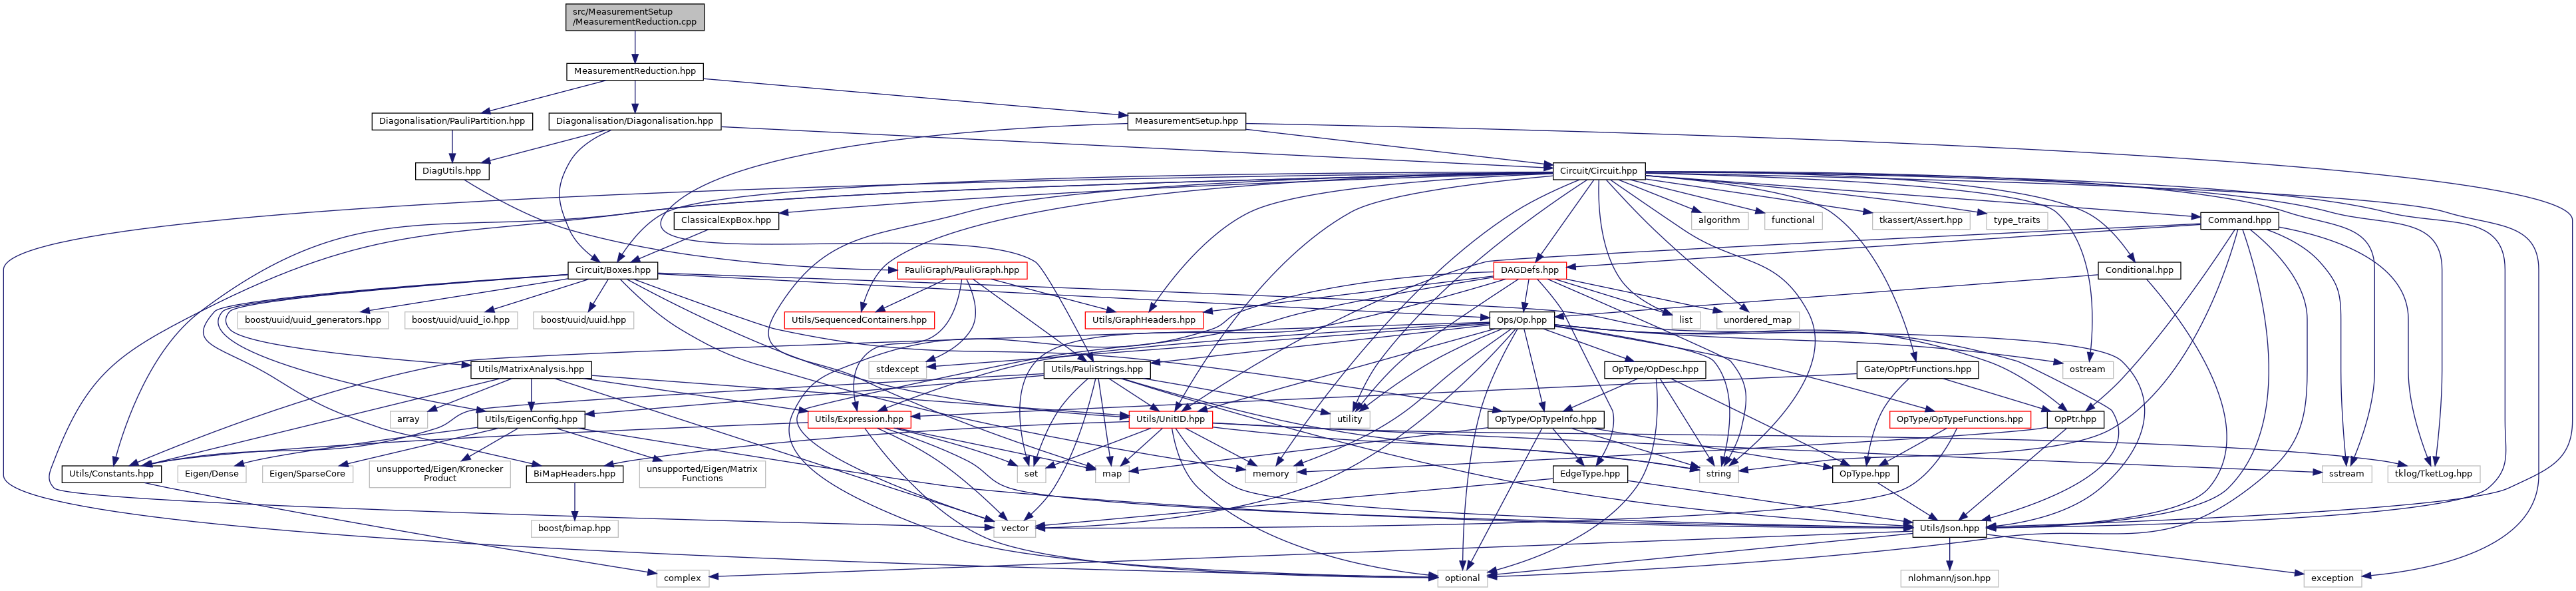 src/MeasurementSetup
/MeasurementReduction.cpp
MeasurementReduction.hpp
Diagonalisation/PauliPartition.hpp
Diagonalisation/Diagonalisation.hpp
MeasurementSetup.hpp
DiagUtils.hpp
Circuit/Circuit.hpp
ClassicalExpBox.hpp
algorithm
functional
tkassert/Assert.hpp
type_traits
Command.hpp
Circuit/Boxes.hpp
PauliGraph/PauliGraph.hpp
DAGDefs.hpp
Conditional.hpp
boost/uuid/uuid_generators.hpp
boost/uuid/uuid_io.hpp
boost/uuid/uuid.hpp
Utils/SequencedContainers.hpp
Utils/GraphHeaders.hpp
Ops/Op.hpp
list
unordered_map
Utils/MatrixAnalysis.hpp
stdexcept
Utils/PauliStrings.hpp
OpType/OpDesc.hpp
Gate/OpPtrFunctions.hpp
ostream
array
Utils/EigenConfig.hpp
Utils/Expression.hpp
Utils/UnitID.hpp
utility
OpType/OpTypeInfo.hpp
OpType/OpTypeFunctions.hpp
OpPtr.hpp
Utils/Constants.hpp
Eigen/Dense
Eigen/SparseCore
unsupported/Eigen/Kronecker
Product
BiMapHeaders.hpp
unsupported/Eigen/Matrix
Functions
set
map
memory
EdgeType.hpp
string
OpType.hpp
sstream
tklog/TketLog.hpp
boost/bimap.hpp
vector
Utils/Json.hpp
complex
optional
nlohmann/json.hpp
exception